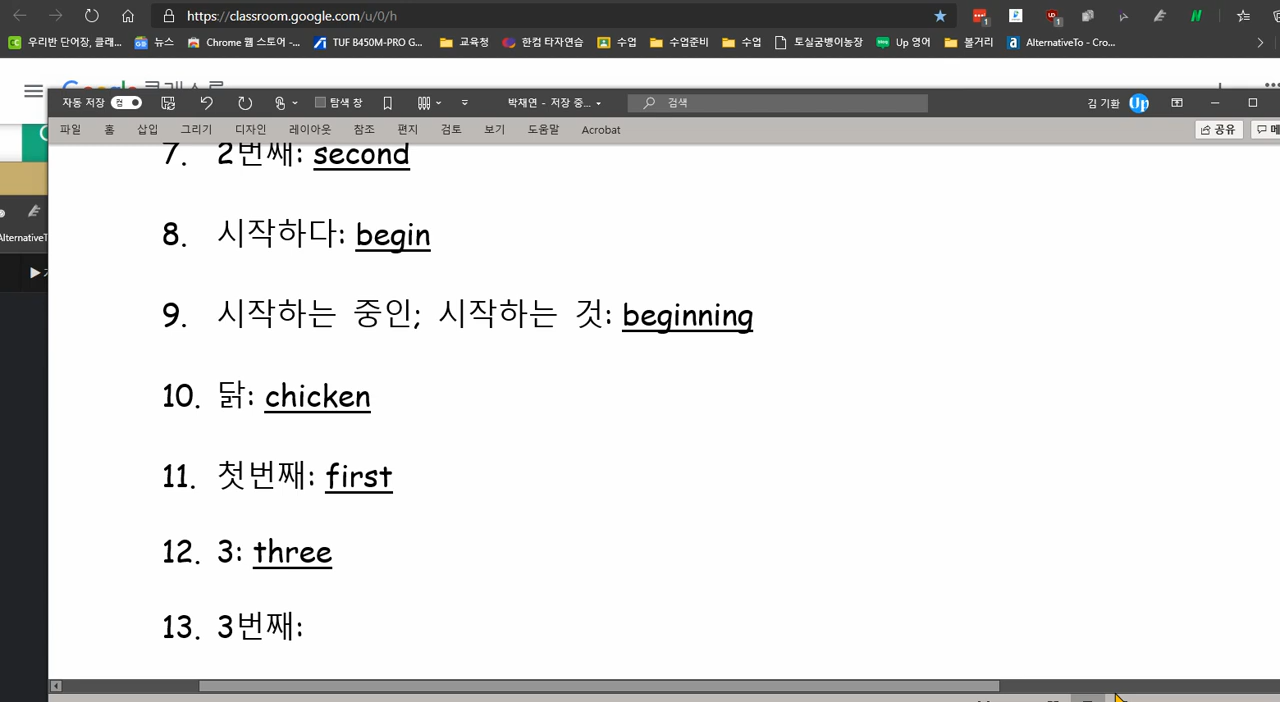 https://classroom.google.com/u/0/h
우리반 단어장, 클래... 뉴스 Chrome 웹 스토어 -... TUF B450M-PRO G... 교육청 한컴 타자연습 수업 수업준비 수업 토실궁뱅이농장 Up 영어 볼거리 AlternativeTo - Cro...
자동 저장 탐색 창 박재연 - 저장 중... 검색 김 기환 Up
파일 홈 삽입 그리기 디자인 레이아웃 참조 편지 검토 보기 도움말 Acrobat 공유
7. 2번째: second
8. 시작하다: begin
9. 시작하는 중인; 시작하는 것: beginning
10. 닭: chicken
11. 첫번째: first
12. 3: three
13. 3번째: